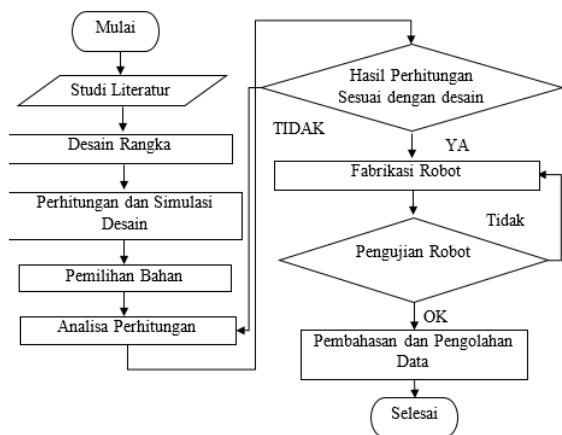 Mulai
Studi Literatur
Desain Rangka
Perhitungan dan Simulasi
Desain
Pemilihan Bahan
Analisa Perhitungan
Hasil Perhitungan
Sesuai dengan desain
TIDAK
YA
Fabrikasi Robot
Tidak
Pengujian Robot
OK
Pembahasan dan Pengolahan
Data
Selesai